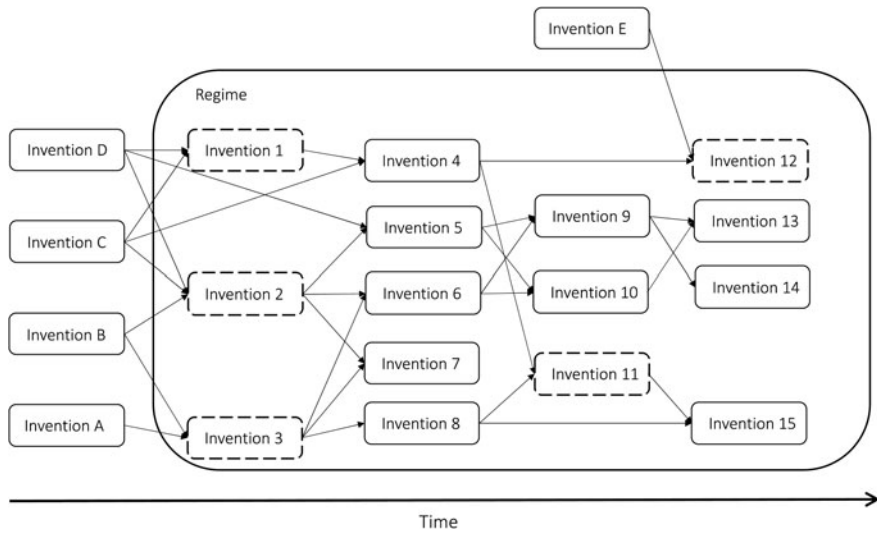 Invention E
Regime
Invention D
Invention 1
Invention 4
Invention 12
Invention C
Invention 5
Invention 9
Invention 13
Invention 2
Invention 6
Invention 10
Invention 14
Invention B
Invention 7
Invention 11
Invention A
Invention 3
Invention 8
Invention 15
Time